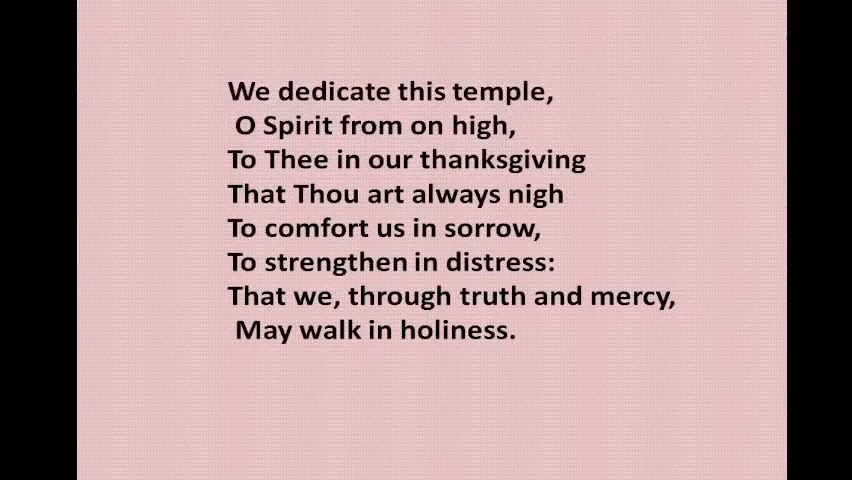 We dedicate this temple,
O Spirit from on high,
To Thee in our thanksgiving
That Thou art always nigh
To comfort us in sorrow,
To strengthen in distress:
That we, through truth and mercy,
May walk in holiness.